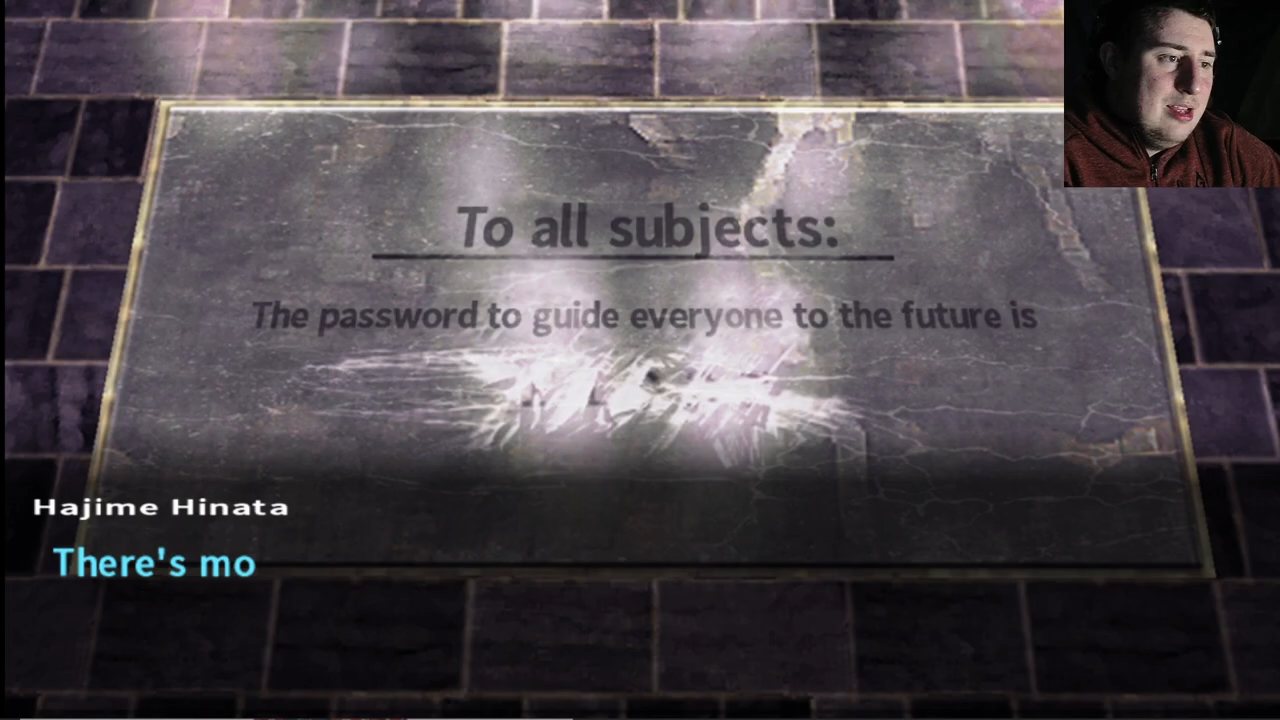 To all subjects:
The password to guide everyone to the future is
Hajime Hinata
There's mo